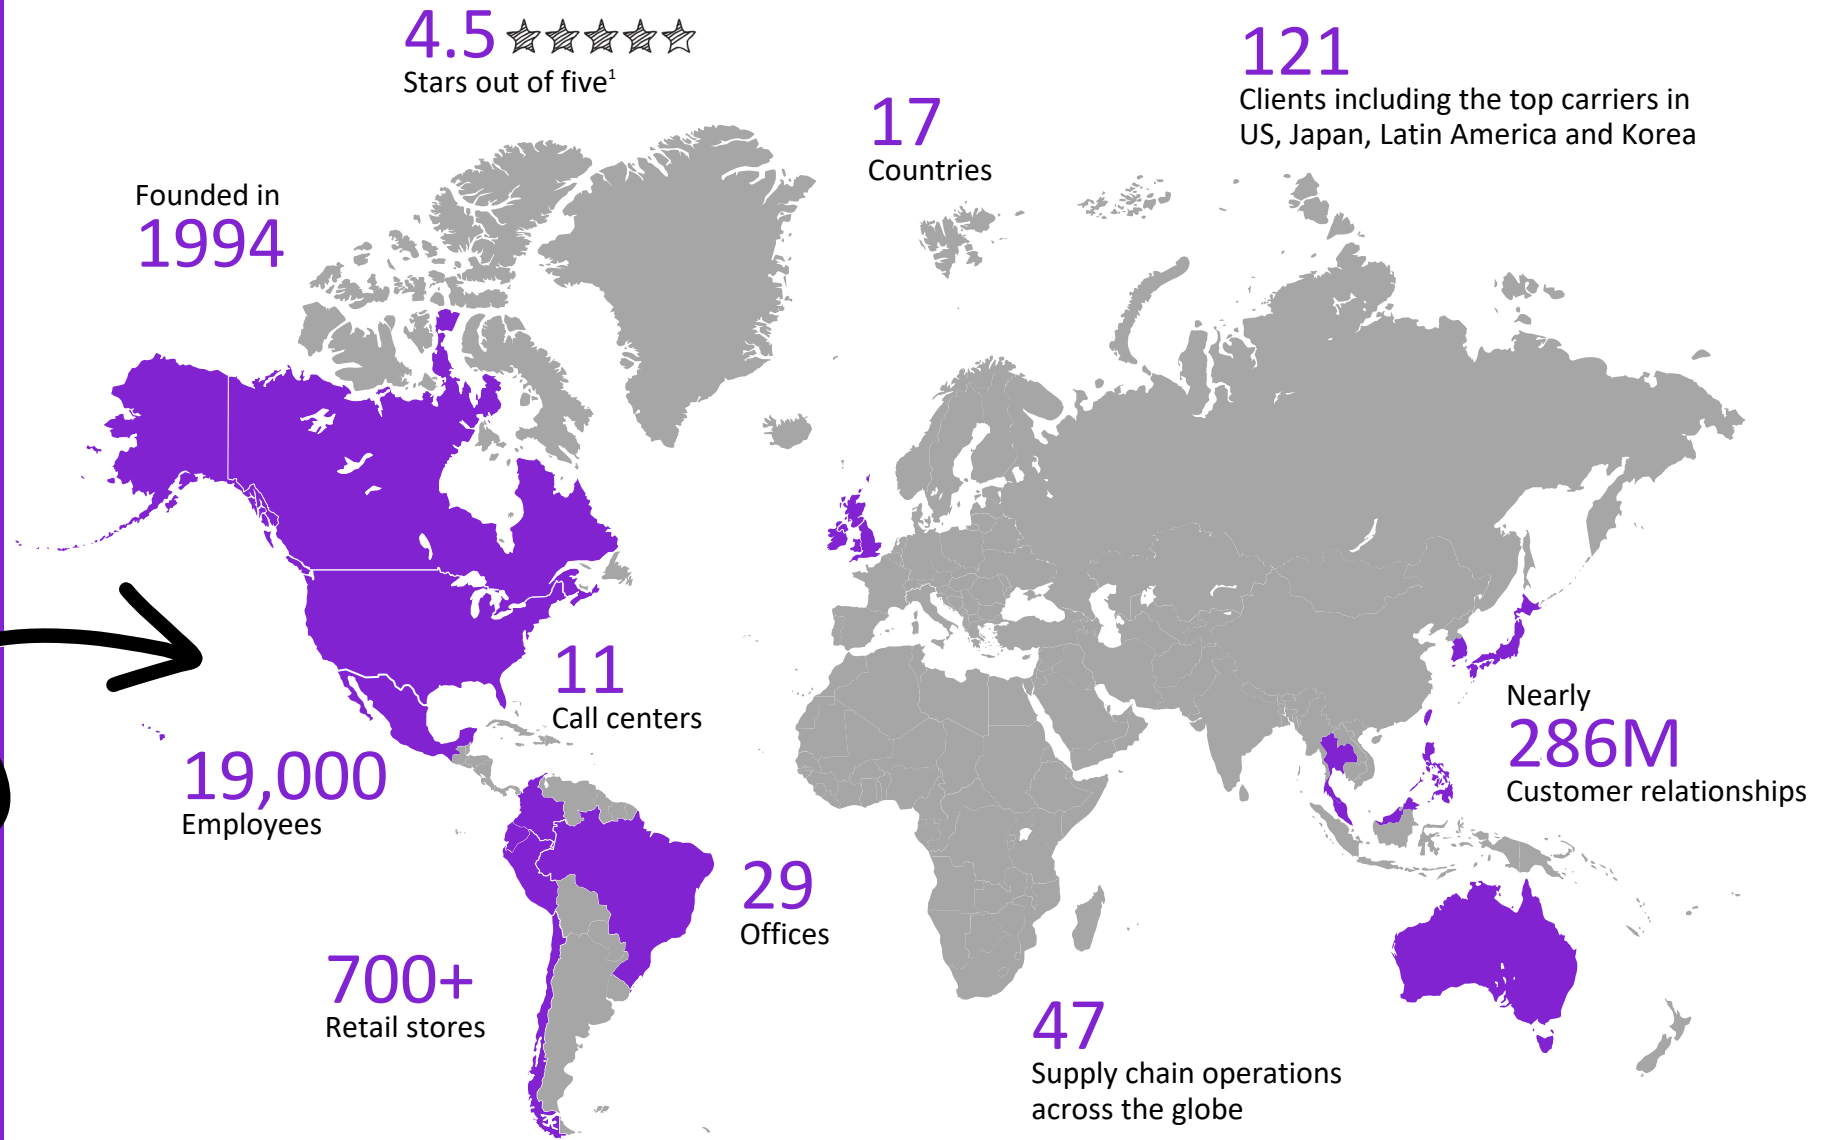 4.5
Stars out of five1
121
Clients including the top carriers in
US, Japan, Latin America and Korea
17
Countries
Founded in
1994
11
Call centers
Nearly
286M
Customer relationships
19,000
Employees
29
Offices
700+
Retail stores
47
Supply chain operations
across the globe